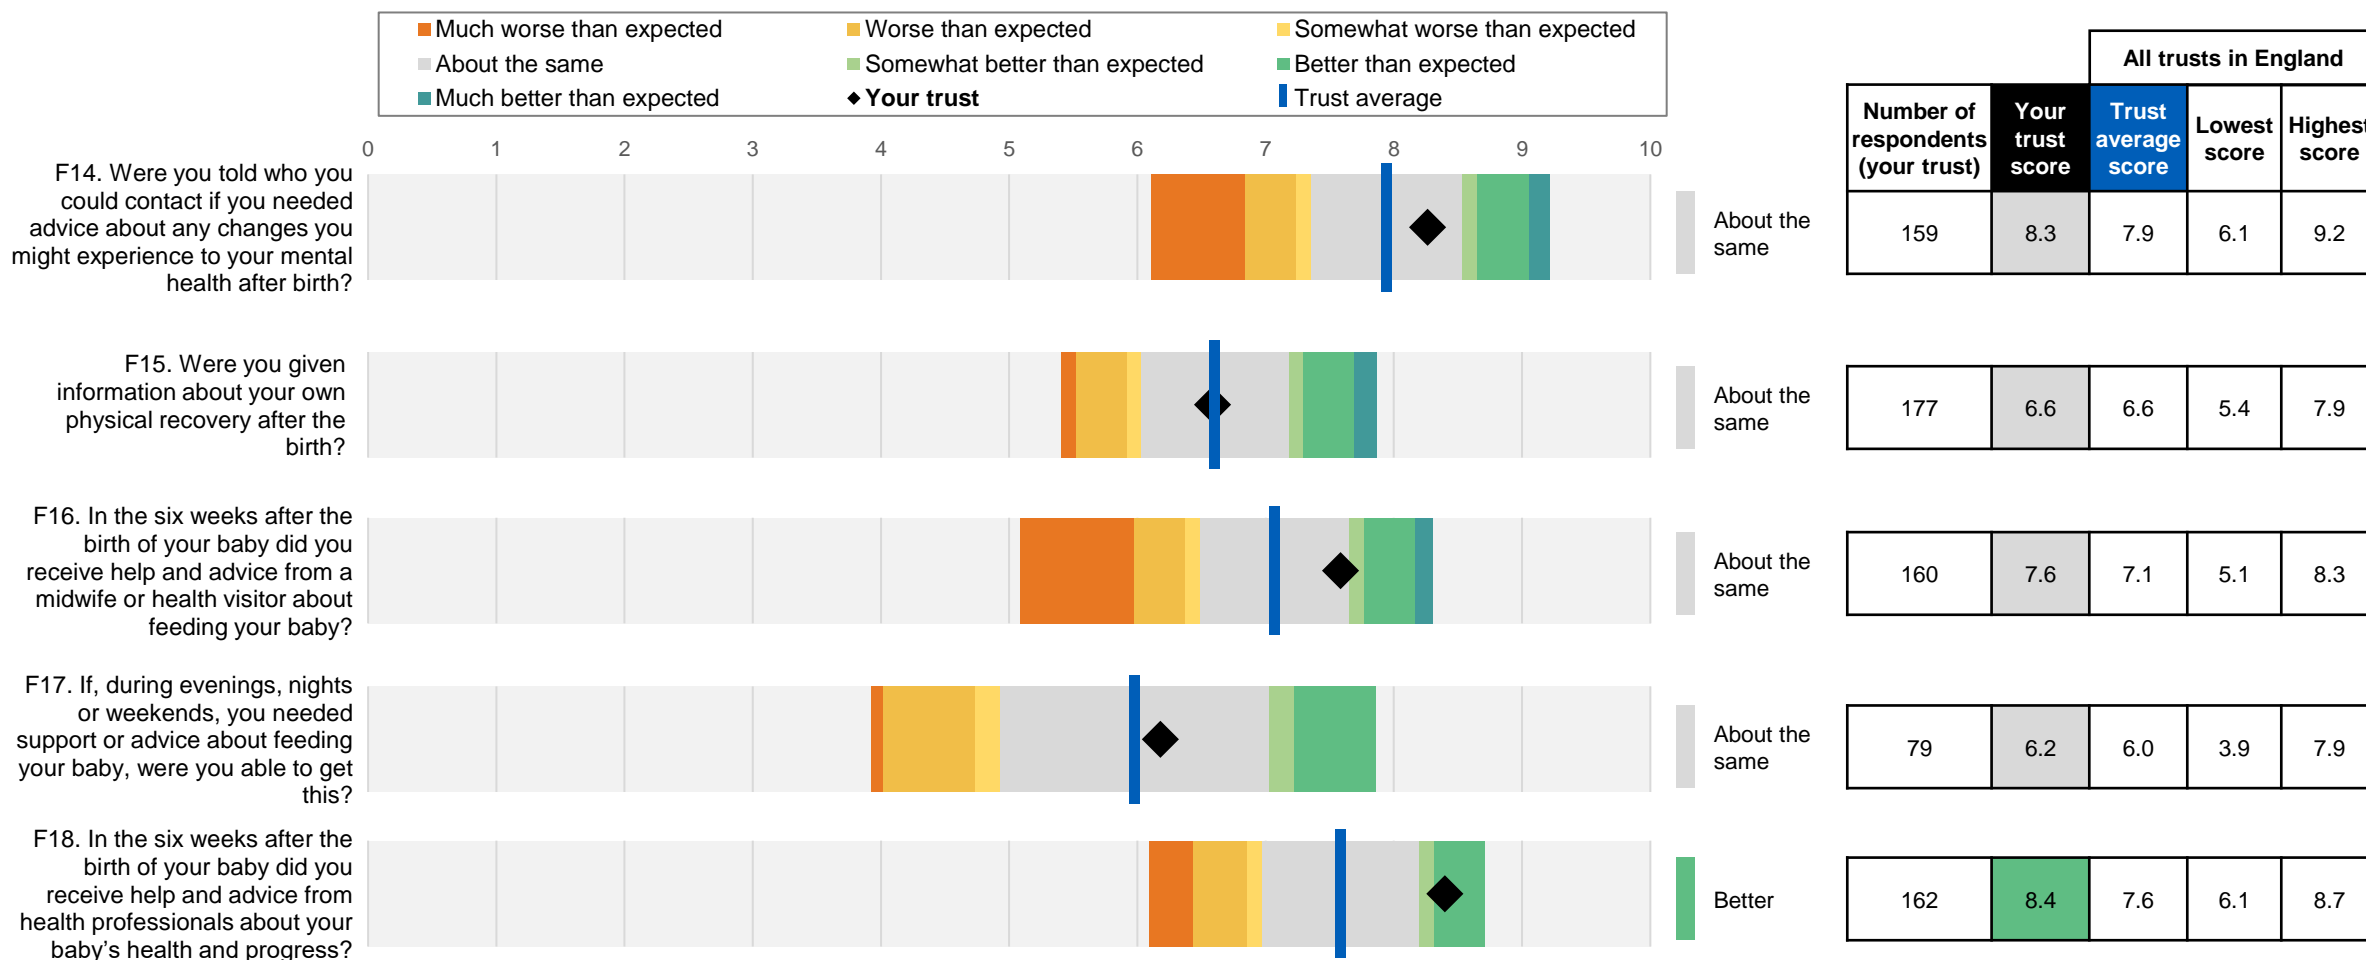 Much worse than expected
Worse than expected
Somewhat worse than expected
About the same
Somewhat better than expected
Better than expected
Much better than expected
Your trust
Trust average
All trusts in England
Number of
respondents
(your trust)
Your
trust
score
Trust
average
score
Lowest
score
Highest
score
0 1 2 3 4 5 6 7 8 9 10
F14. Were you told who you
could contact if you needed
advice about any changes you
might experience to your mental
health after birth?
About the
same
159 8.3 7.9 6.1 9.2
F15. Were you given
information about your own
physical recovery after the
birth?
About the
same
177 6.6 6.6 5.4 7.9
F16. In the six weeks after the
birth of your baby did you
receive help and advice from a
midwife or health visitor about
feeding your baby?
About the
same
160 7.6 7.1 5.1 8.3
F17. If, during evenings, nights
or weekends, you needed
support or advice about feeding
your baby, were you able to get
this?
About the
same
79 6.2 6.0 3.9 7.9
F18. In the six weeks after the
birth of your baby did you
receive help and advice from
health professionals about your
baby’s health and progress?
Better
162 8.4 7.6 6.1 8.7